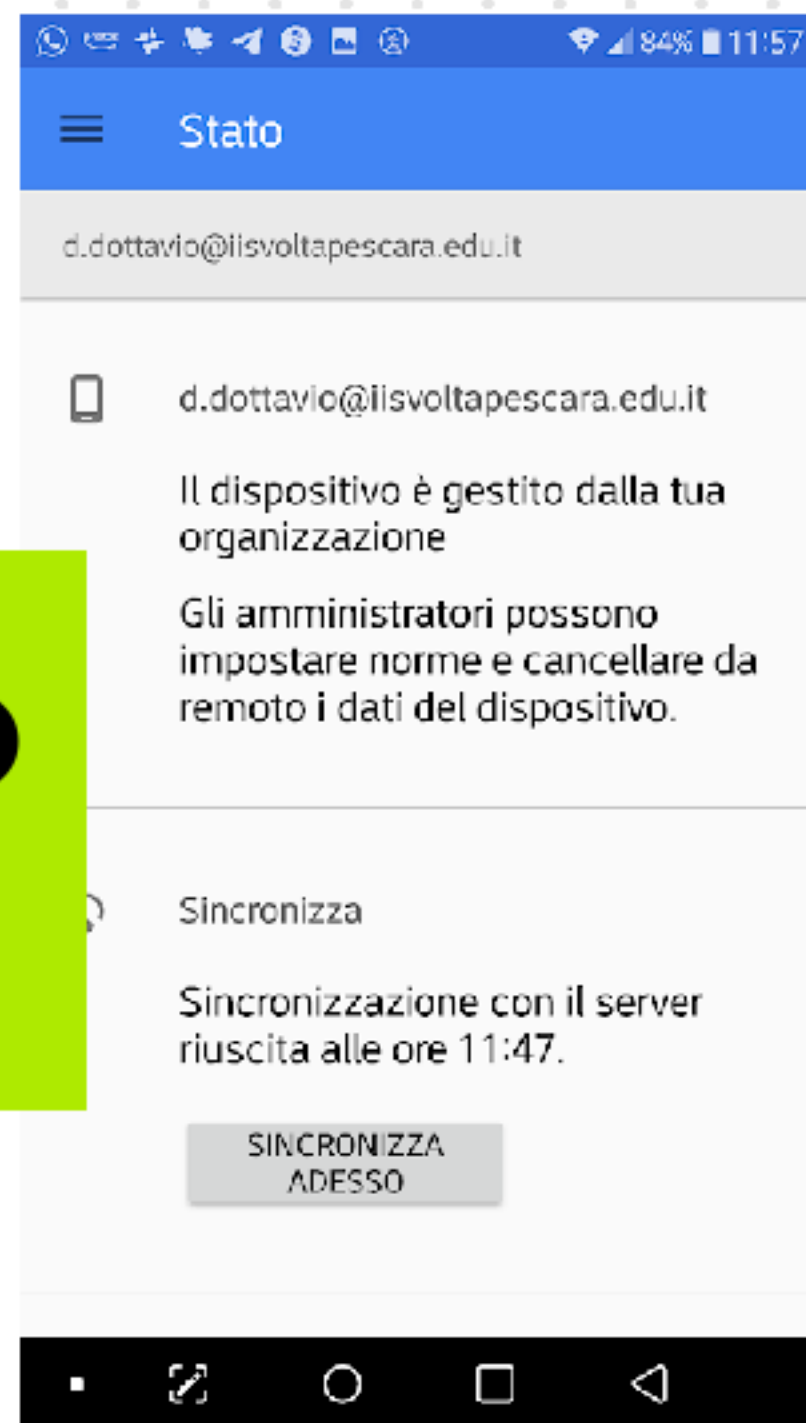 84% 11:57
Stato
d.dottavio@iisvoltapescara.edu.it
d.dottavio@iisvoltapescara.edu.it
Il dispositivo è gestito dalla tua
organizzazione
Gli amministratori possono
impostare norme e cancellare da
remoto i dati del dispositivo.
Sincronizza
Sincronizzazione con il server
riuscita alle ore 11:47.
SINCRONIZZA
ADESSO